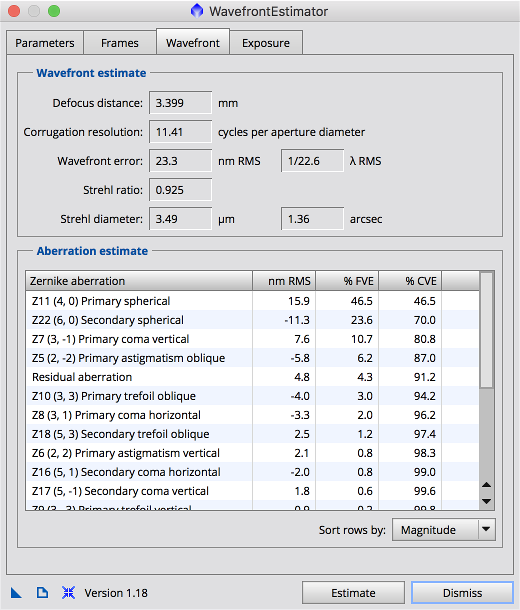 WavefrontEstimator
Parameters Frames Wavefront Exposure
Wavefront estimate
Defocus distance: 3.399 mm
Corrugation resolution: 11.41 cycles per aperture diameter
Wavefront error: 23.3 nm RMS 1/22.6 λ RMS
Strehl ratio: 0.925
Strehl diameter: 3.49 μm 1.36 arcsec
Aberration estimate
Zernike aberration nm RMS % FVE % CVE
Z11 (4, 0) Primary spherical 15.9 46.5 46.5
Z22 (6, 0) Secondary spherical -11.3 23.6 70.0
Z7 (3, -1) Primary coma vertical 7.6 10.7 80.8
Z5 (2, -2) Primary astigmatism oblique -5.8 6.2 87.0
Residual aberration 4.8 4.3 91.2
Z10 (3, 3) Primary trefoil oblique -4.0 3.0 94.2
Z8 (3, 1) Primary coma horizontal -3.3 2.0 96.2
Z18 (5, 3) Secondary trefoil oblique 2.5 1.2 97.4
Z6 (2, 2) Primary astigmatism vertical 2.1 0.8 98.3
Z16 (5, 1) Secondary coma horizontal -2.0 0.8 99.0
Z17 (5, -1) Secondary coma vertical 1.8 0.6 99.6
Z9 (3, -3) Primary trefoil vertical 0.9 0.2 99.8
Sort rows by: Magnitude
Version 1.18 Estimate Dismiss